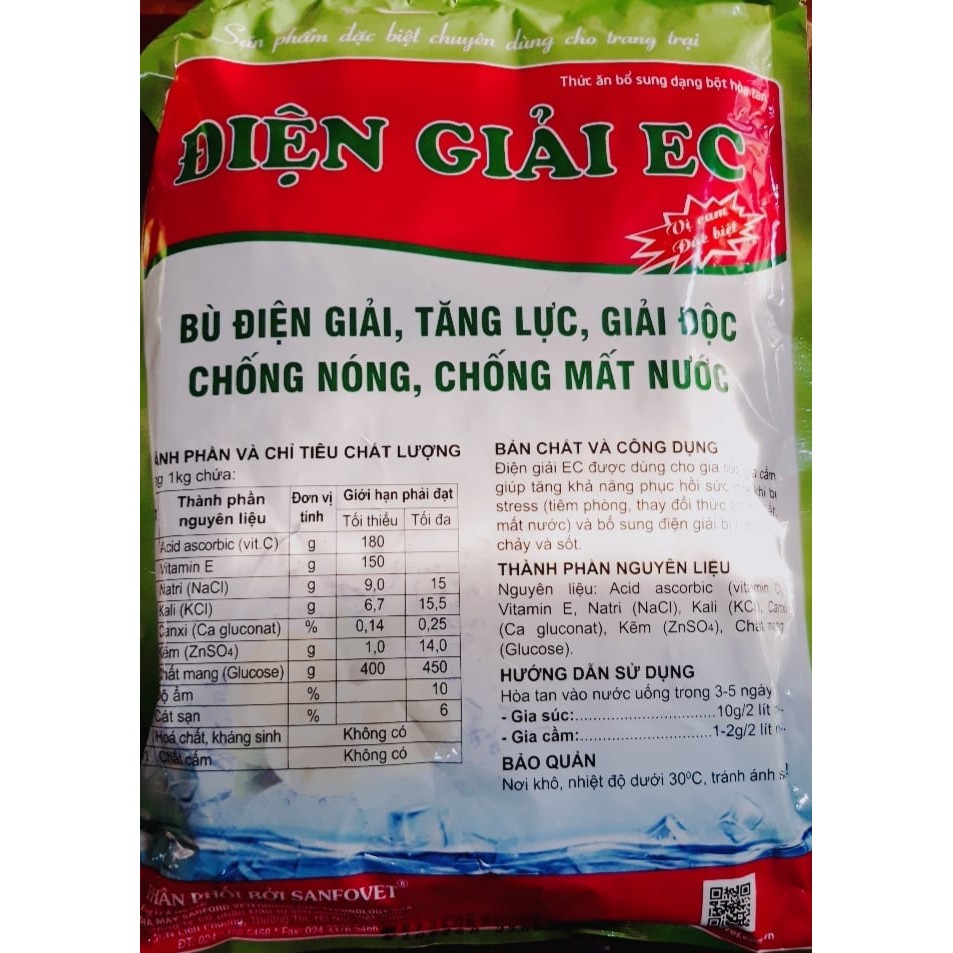 Sản phẩm đặc biệt chuyên dùng cho trang trại
Thức ăn bổ sung dạng bột hòa tan
ĐIỆN GIẢI EC
Vị cam
Đặc biệt
BÙ ĐIỆN GIẢI, TĂNG LỰC, GIẢI ĐỘC
CHỐNG NÓNG, CHỐNG MẤT NƯỚC
ÀNH PHẦN VÀ CHỈ TIÊU CHẤT LƯỢNG
ng 1kg chứa:
Thành phần nguyên liệu Đơn vị tính Giới hạn phải đạt
Tối thiểu Tối đa
Acid ascorbic (vit.C) g 180
Vitamin E g 150
Natri (NaCl) g 9,0 15
Kali (KCl) g 6,7 15,5
Canxi (Ca gluconat) % 0,14 0,25
Kẽm (ZnSO4) g 1,0 14,0
Chất mang (Glucose) g 400 450
Độ ẩm % 10
Cát sạn % 6
Hoá chất, kháng sinh Không có
Chất cấm Không có
BẢN CHẤT VÀ CÔNG DỤNG
Điện giải EC được dùng cho gia súc gia cầm
giúp tăng khả năng phục hồi sức khi bị
stress (tiêm phòng, thay đổi thức
mất nước) và bổ sung điện giải bị
chảy và sốt.
THÀNH PHẦN NGUYÊN LIỆU
Nguyên liệu: Acid ascorbic (vitamin C),
Vitamin E, Natri (NaCl), Kali (KCl), Canxi
(Ca gluconat), Kẽm (ZnSO4), Chất mang
(Glucose).
HƯỚNG DẪN SỬ DỤNG
Hòa tan vào nước uống trong 3-5 ngày
- Gia súc:..............................10g/2 lít n
- Gia cầm:............................1-2g/2 lít n
BẢO QUẢN
Nơi khô, nhiệt độ dưới 30⁰C, tránh ánh s
PHÂN PHỐI BỞI SANFOVET®